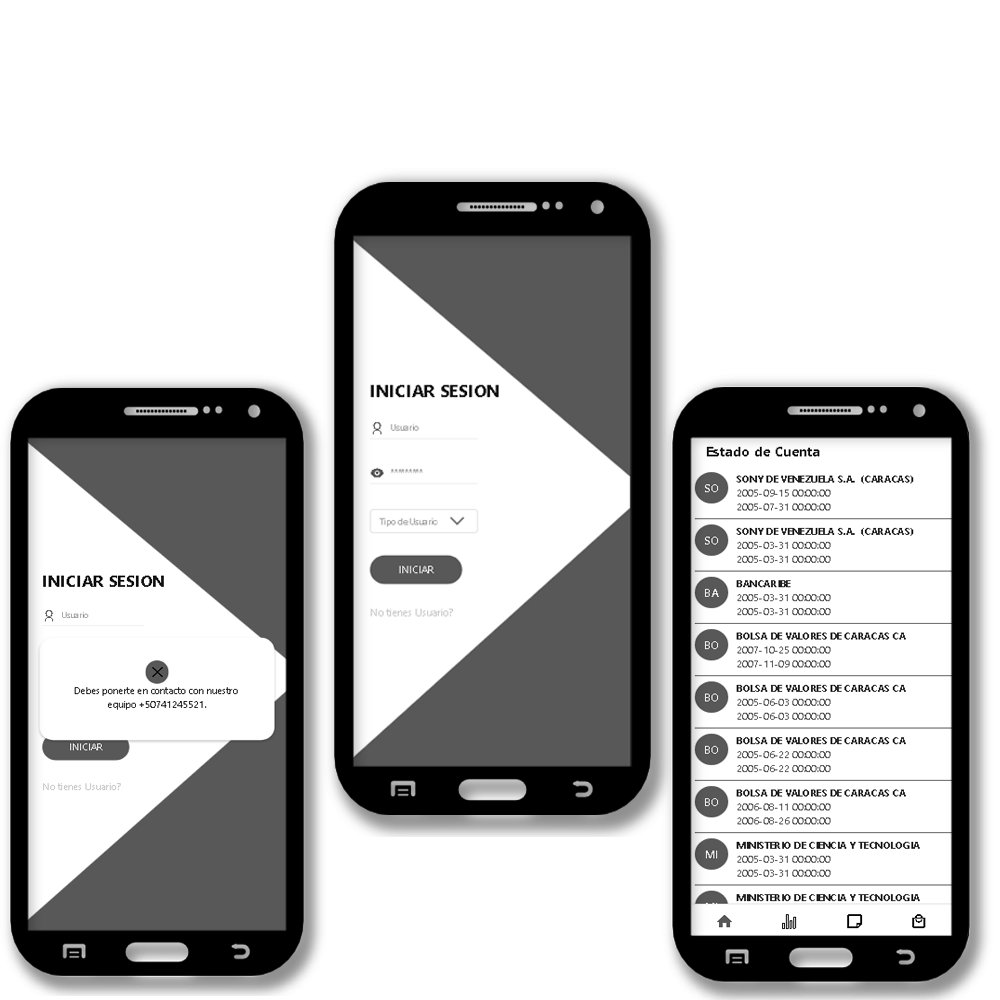 INICIAR SESION
Usuario
Debes ponerte en contacto con nuestro
equipo +50741245521.
INICIAR
No tienes Usuario?
INICIAR SESION
Usuario
*********
Tipo de Usuario
INICIAR
No tienes Usuario?
Estado de Cuenta
SO
SONY DE VENEZUELA S.A. (CARACAS)
2005-09-15 00:00:00
2005-07-31 00:00:00
SO
SONY DE VENEZUELA S.A. (CARACAS)
2005-03-31 00:00:00
2005-03-31 00:00:00
BA
BANCARIBE
2005-03-31 00:00:00
2005-03-31 00:00:00
BO
BOLSA DE VALORES DE CARACAS CA
2007-10-25 00:00:00
2007-11-09 00:00:00
BO
BOLSA DE VALORES DE CARACAS CA
2005-06-03 00:00:00
2005-06-03 00:00:00
BO
BOLSA DE VALORES DE CARACAS CA
2005-06-22 00:00:00
2005-06-22 00:00:00
BO
BOLSA DE VALORES DE CARACAS CA
2006-08-11 00:00:00
2006-08-26 00:00:00
MI
MINISTERIO DE CIENCIA Y TECNOLOGIA
2005-03-31 00:00:00
2005-03-31 00:00:00
MINISTERIO DE CIENCIA Y TECNOLOGIA